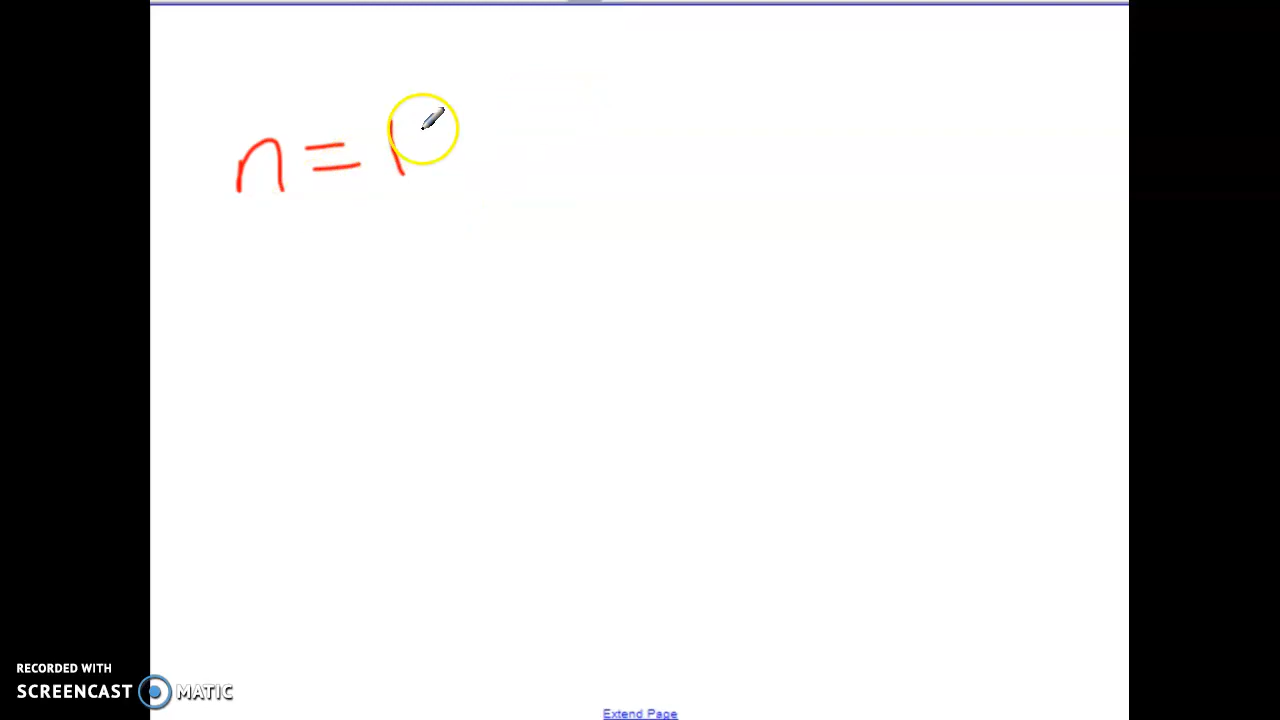 n = 1
RECORDED WITH
SCREENCAST MATIC
Extend Page